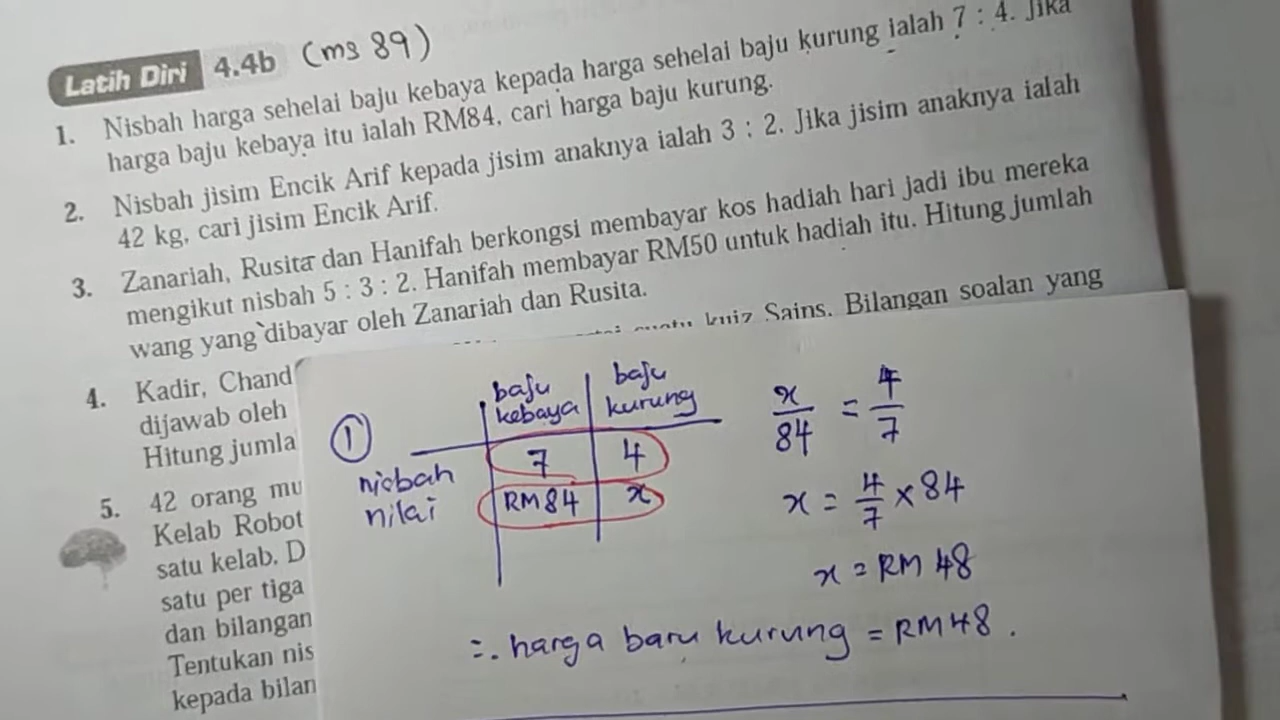 Latih Diri 4.4b (ms 89)
1. Nisbah harga sehelai baju kebaya kepada harga sehelai baju kurung ialah 7 : 4. Jika
harga baju kebaya itu ialah RM84, cari harga baju kurung.
2. Nisbah jisim Encik Arif kepada jisim anaknya ialah 3 : 2. Jika jisim anaknya ialah
42 kg, cari jisim Encik Arif.
3. Zanariah, Rusita dan Hanifah berkongsi membayar kos hadiah hari jadi ibu mereka
mengikut nisbah 5 : 3 : 2. Hanifah membayar RM50 untuk hadiah itu. Hitung jumlah
wang yang dibayar oleh Zanariah dan Rusita.
4. Kadir, Chand
kuiz Sains. Bilangan soalan yang
dijawab oleh
Hitung jumla
5. 42 orang mu
Kelab Robot
satu kelab. D
satu per tiga
dan bilangan
Tentukan nis
kepada bilan
1
baju kebaya baju kurung
nisbah 7 4
nilai RM84 x
x/84 = 4/7
x = 4/7 × 84
x = RM 48
∴ harga baru kurung = RM48.